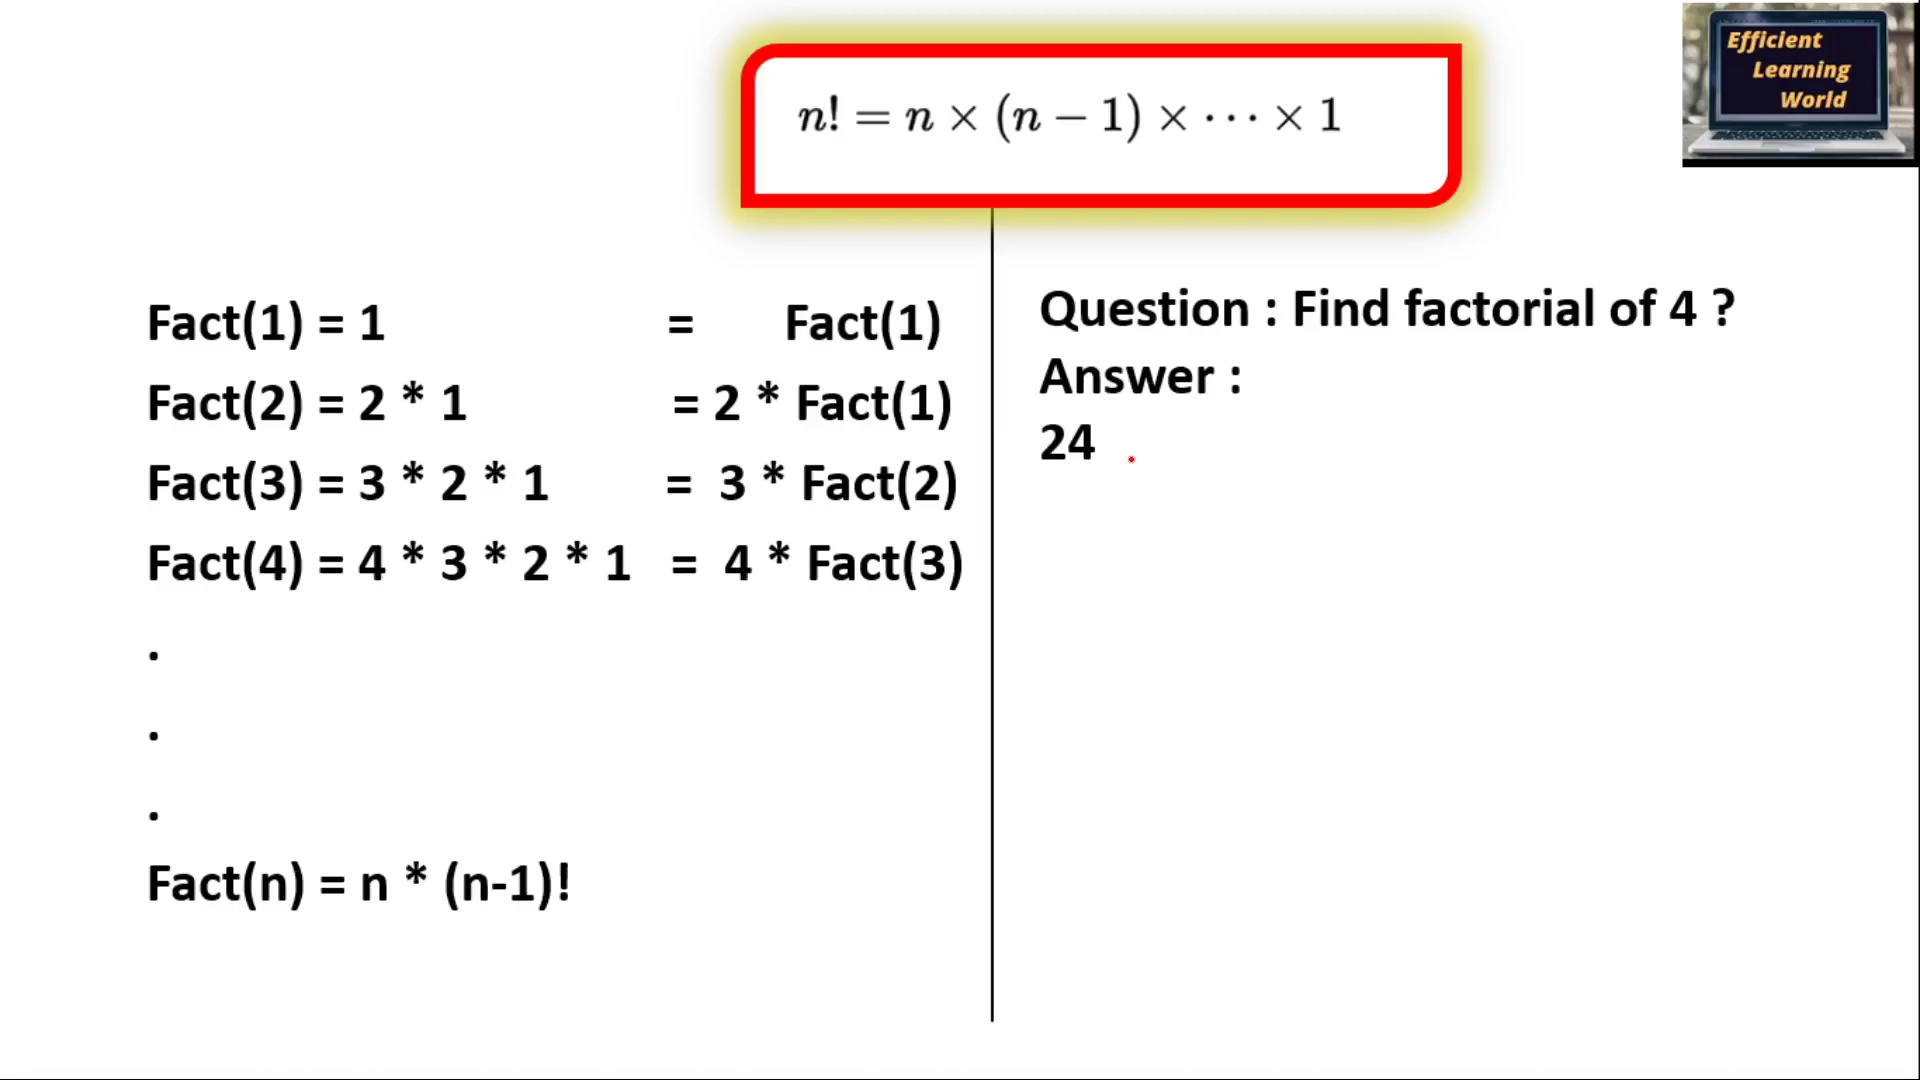 n! = n × (n − 1) × ⋯ × 1
Efficient
Learning
World
Fact(1) = 1 = Fact(1)
Fact(2) = 2 * 1 = 2 * Fact(1)
Fact(3) = 3 * 2 * 1 = 3 * Fact(2)
Fact(4) = 4 * 3 * 2 * 1 = 4 * Fact(3)
.
.
.
Fact(n) = n * (n-1)!
Question : Find factorial of 4 ?
Answer :
24